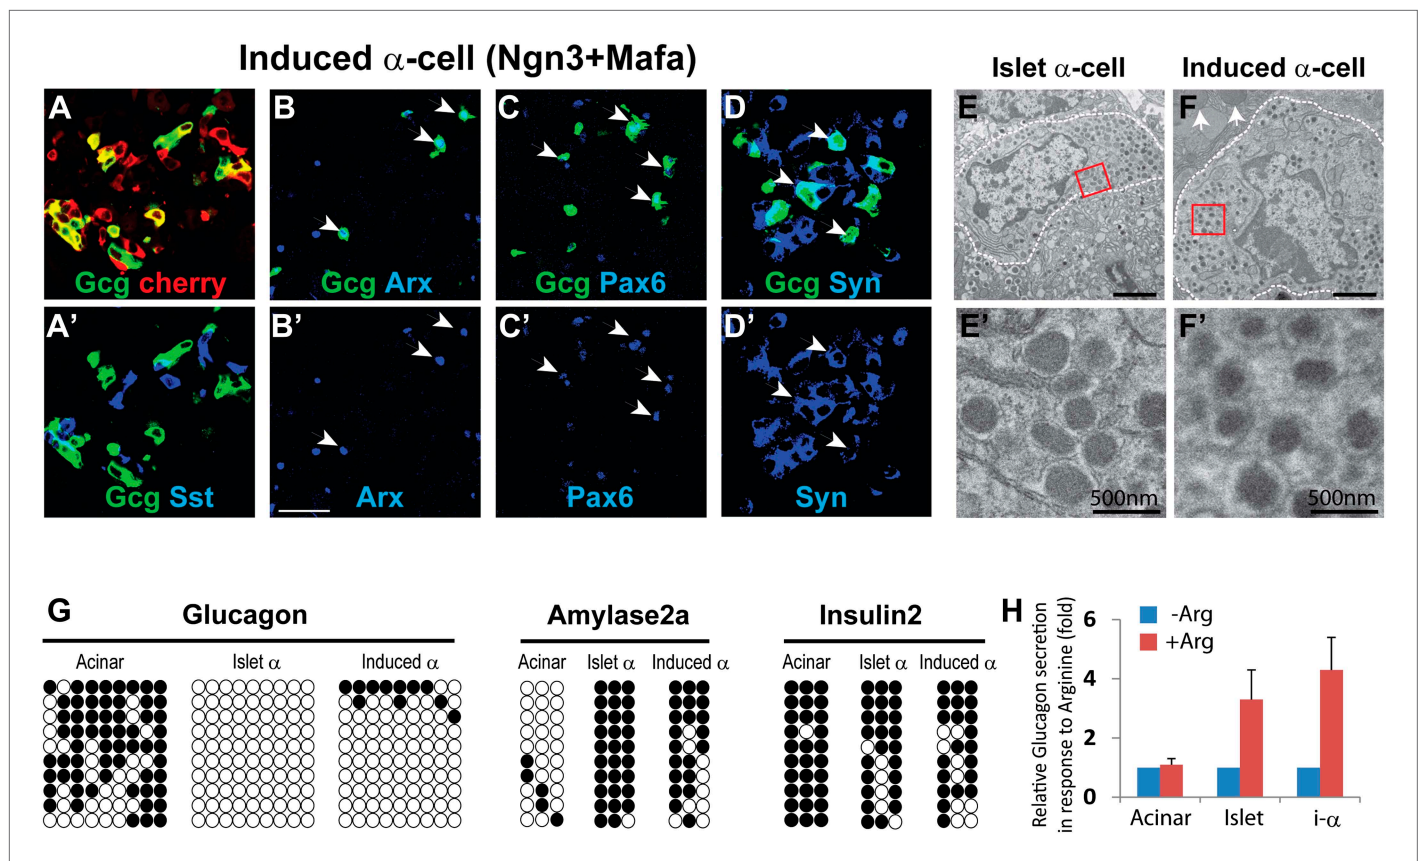 Induced α-cell (Ngn3+Mafa)
Islet α-cell
Induced α-cell
A
B
C
D
E
F
Gcg cherry
Gcg Arx
Gcg Pax6
Gcg Syn
A’
B’
C’
D’
E’
F’
Gcg Sst
Arx
Pax6
Syn
500nm
500nm
G
Glucagon
Amylase2a
Insulin2
Acinar
Islet α
Induced α
Acinar
Islet α
Induced α
Acinar
Islet α
Induced α
H
Relative Glucagon secretion
in response to Arginine (fold)
-Arg
+Arg
6
4
2
0
Acinar
Islet
i-α